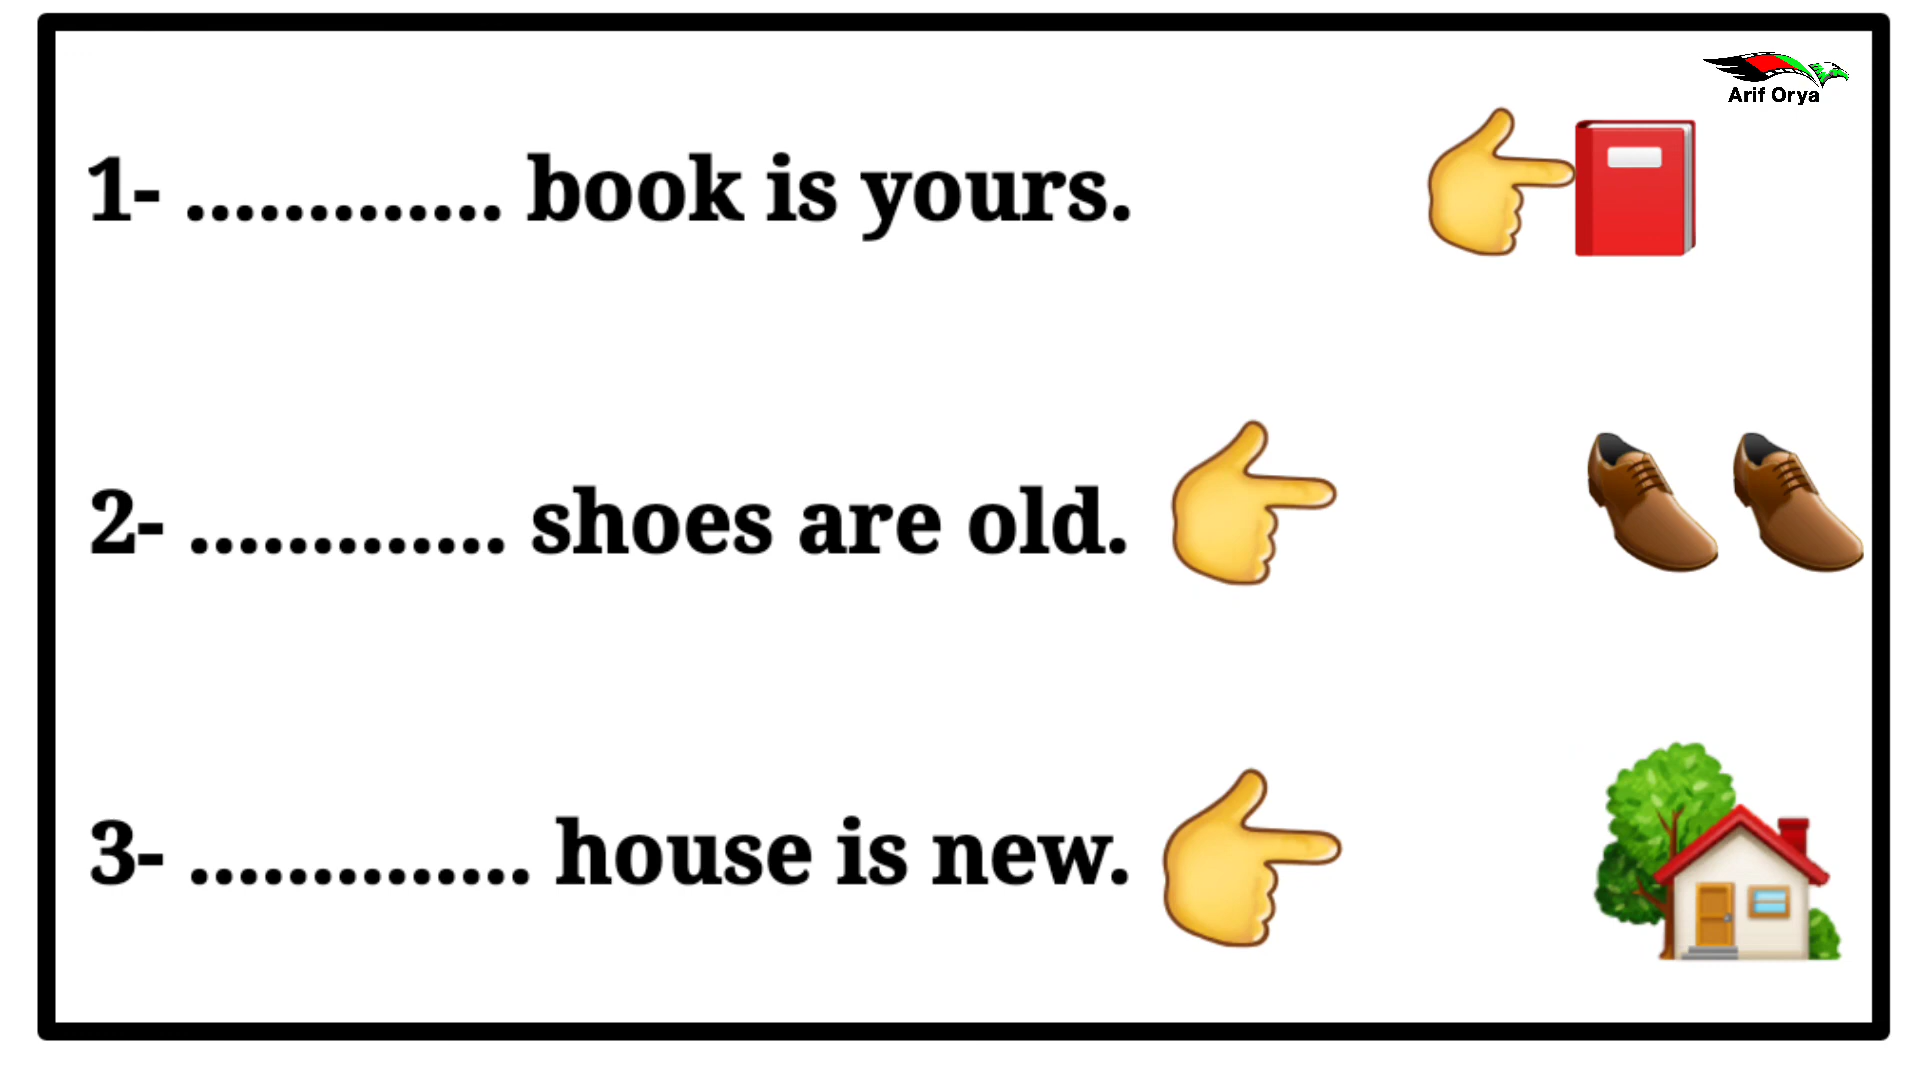 Arif Orya
1- ............. book is yours.
2- ............. shoes are old.
3- .............. house is new.